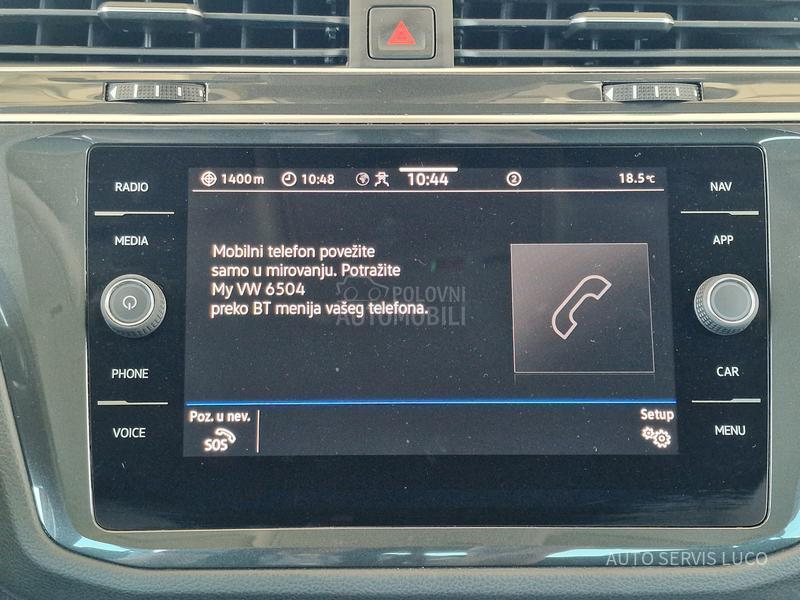 RADIO
MEDIA
PHONE
VOICE
1400 m 10:48 10:44 2 18.5°C
Mobilni telefon povežite
samo u mirovanju. Potražite
My VW 6504
preko BT menija vašeg telefona.
POLOVNI
AUTOMOBILI
Poz. u nev.
SOS
Setup
NAV
APP
CAR
MENU
AUTO SERVIS LUCO